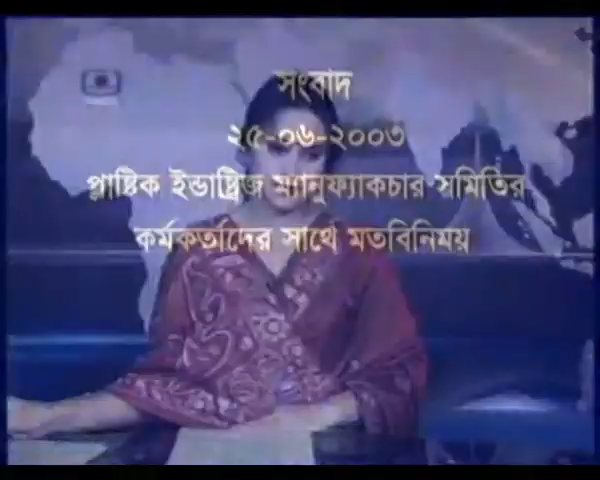 সংবাদ
২৫-০৬-২০০৩
প্লাষ্টিক ইন্ডাষ্ট্রিজ ম্যানুফ্যাকচার সমিতির
কর্মকর্তাদের সাথে মতবিনিময়